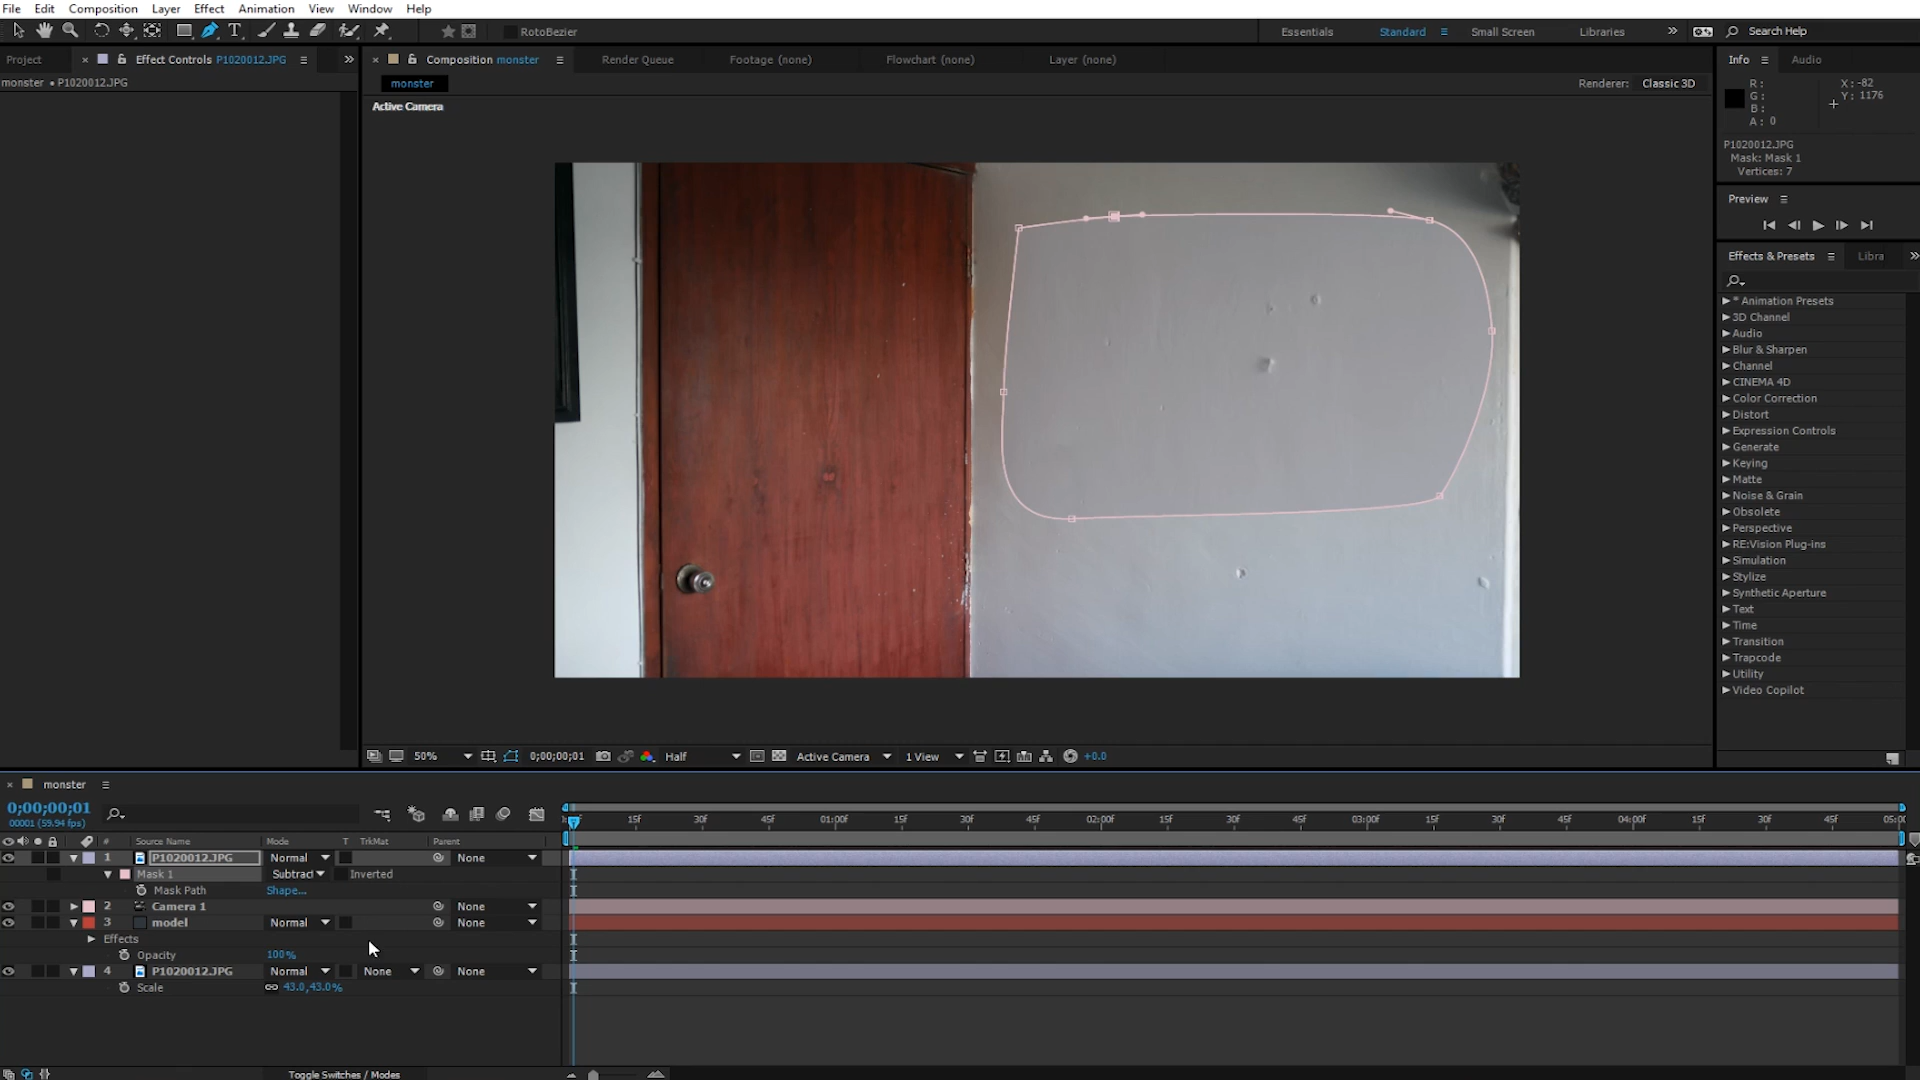 File Edit Composition Layer Effect Animation View Window Help
RotoBezier Essentials Standard Small Screen Libraries Search Help
Project Effect Controls P1020012.JPG Composition monster Render Queue Footage (none) Flowchart (none) Layer (none) Info Audio
monster • P1020012.JPG monster Renderer: Classic 3D
Active Camera
R: X: -82
G: Y: 1176
B:
A: 0
P1020012.JPG
Mask: Mask 1
Vertices: 7
Preview
Effects & Presets Libra
* Animation Presets
3D Channel
Audio
Blur & Sharpen
Channel
CINEMA 4D
Color Correction
Distort
Expression Controls
Generate
Keying
Matte
Noise & Grain
Obsolete
Perspective
RE:Vision Plug-ins
Simulation
Stylize
Synthetic Aperture
Text
Time
Transition
Trapcode
Utility
Video Copilot
50% 0;00;00;01 Half Active Camera 1 View +0.0
monster
0;00;00;01
00001 (59.94 fps)
15f 30f 45f 01:00f 15f 30f 45f 02:00f 15f 30f 45f 03:00f 15f 30f 45f 04:00f 15f 30f 45f 05:00
# Source Name Mode T TrkMat Parent
1 P1020012.JPG Normal None
Mask 1 Subtract Inverted
Mask Path Shape...
2 Camera 1 None
3 model Normal None
Effects
Opacity 100%
4 P1020012.JPG Normal None None
Scale 43.0,43.0%
Toggle Switches / Modes